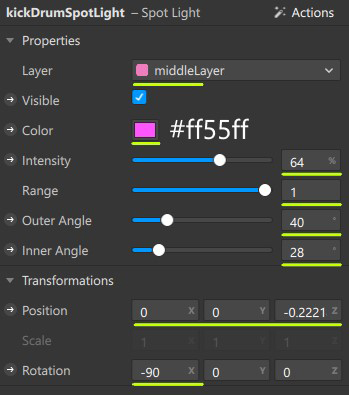 kickDrumSpotLight – Spot Light Actions
Properties
Layer middleLayer
Visible
Color #ff55ff
Intensity 64 %
Range 1
Outer Angle 40 °
Inner Angle 28 °
Transformations
Position 0 X 0 Y -0.2221 Z
Scale 1 X 1 Y 1 Z
Rotation -90 X 0 Y 0 Z